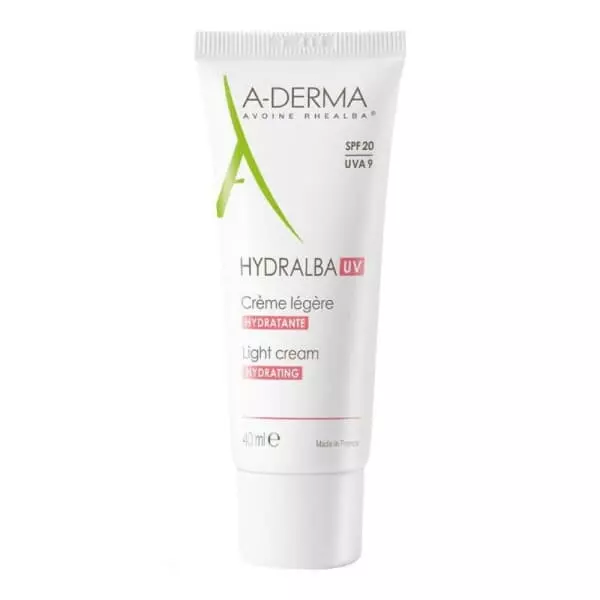 A-DERMA
AVOINE RHEALBA®
SPF 20
UVA 9
HYDRALBA UV
Crème légère
HYDRATANTE
Light cream
HYDRATING
40 ml e
Made in France